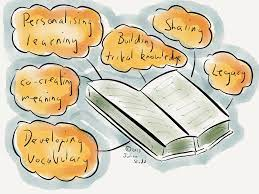 Personalising
learning
Building
tribal knowledge
Sharing
Legacy
co-creating
meaning
Developing
Vocabulary